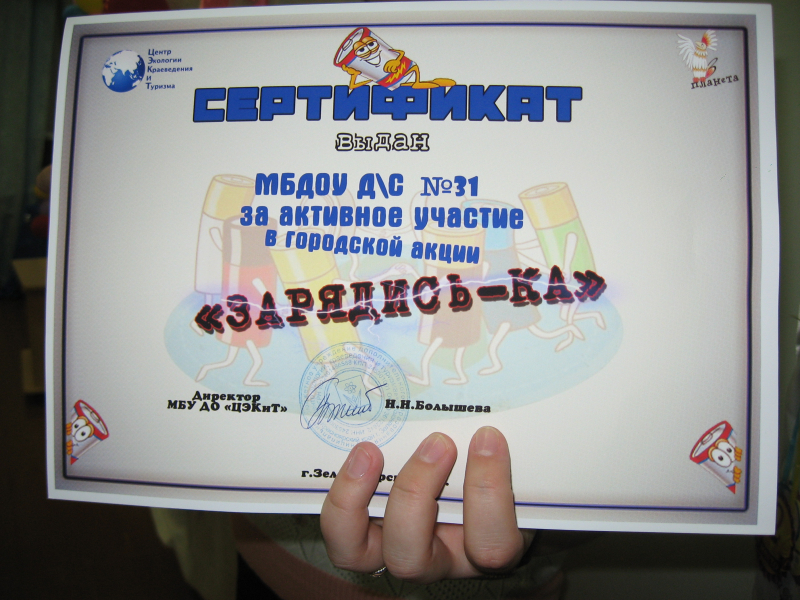 Центр
Экологии
Краеведения
и
Туризма
планета
СЕРТИФИКАТ
выдан
МБДОУ Д\С №31
за активное участие
в городской акции
«ЗАРЯДИСЬ-КА»
Директор
МБУ ДО «ЦЭКиТ»
Н.Н.Болышева